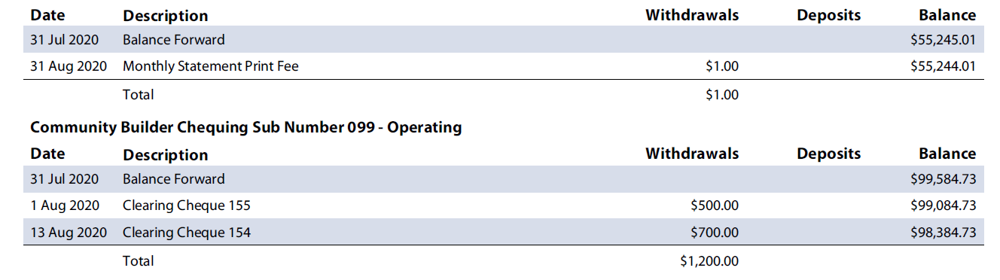 Date Description Withdrawals Deposits Balance
31 Jul 2020 Balance Forward $55,245.01
31 Aug 2020 Monthly Statement Print Fee $1.00 $55,244.01
Total $1.00
Community Builder Chequing Sub Number 099 - Operating
Date Description Withdrawals Deposits Balance
31 Jul 2020 Balance Forward $99,584.73
1 Aug 2020 Clearing Cheque 155 $500.00 $99,084.73
13 Aug 2020 Clearing Cheque 154 $700.00 $98,384.73
Total $1,200.00